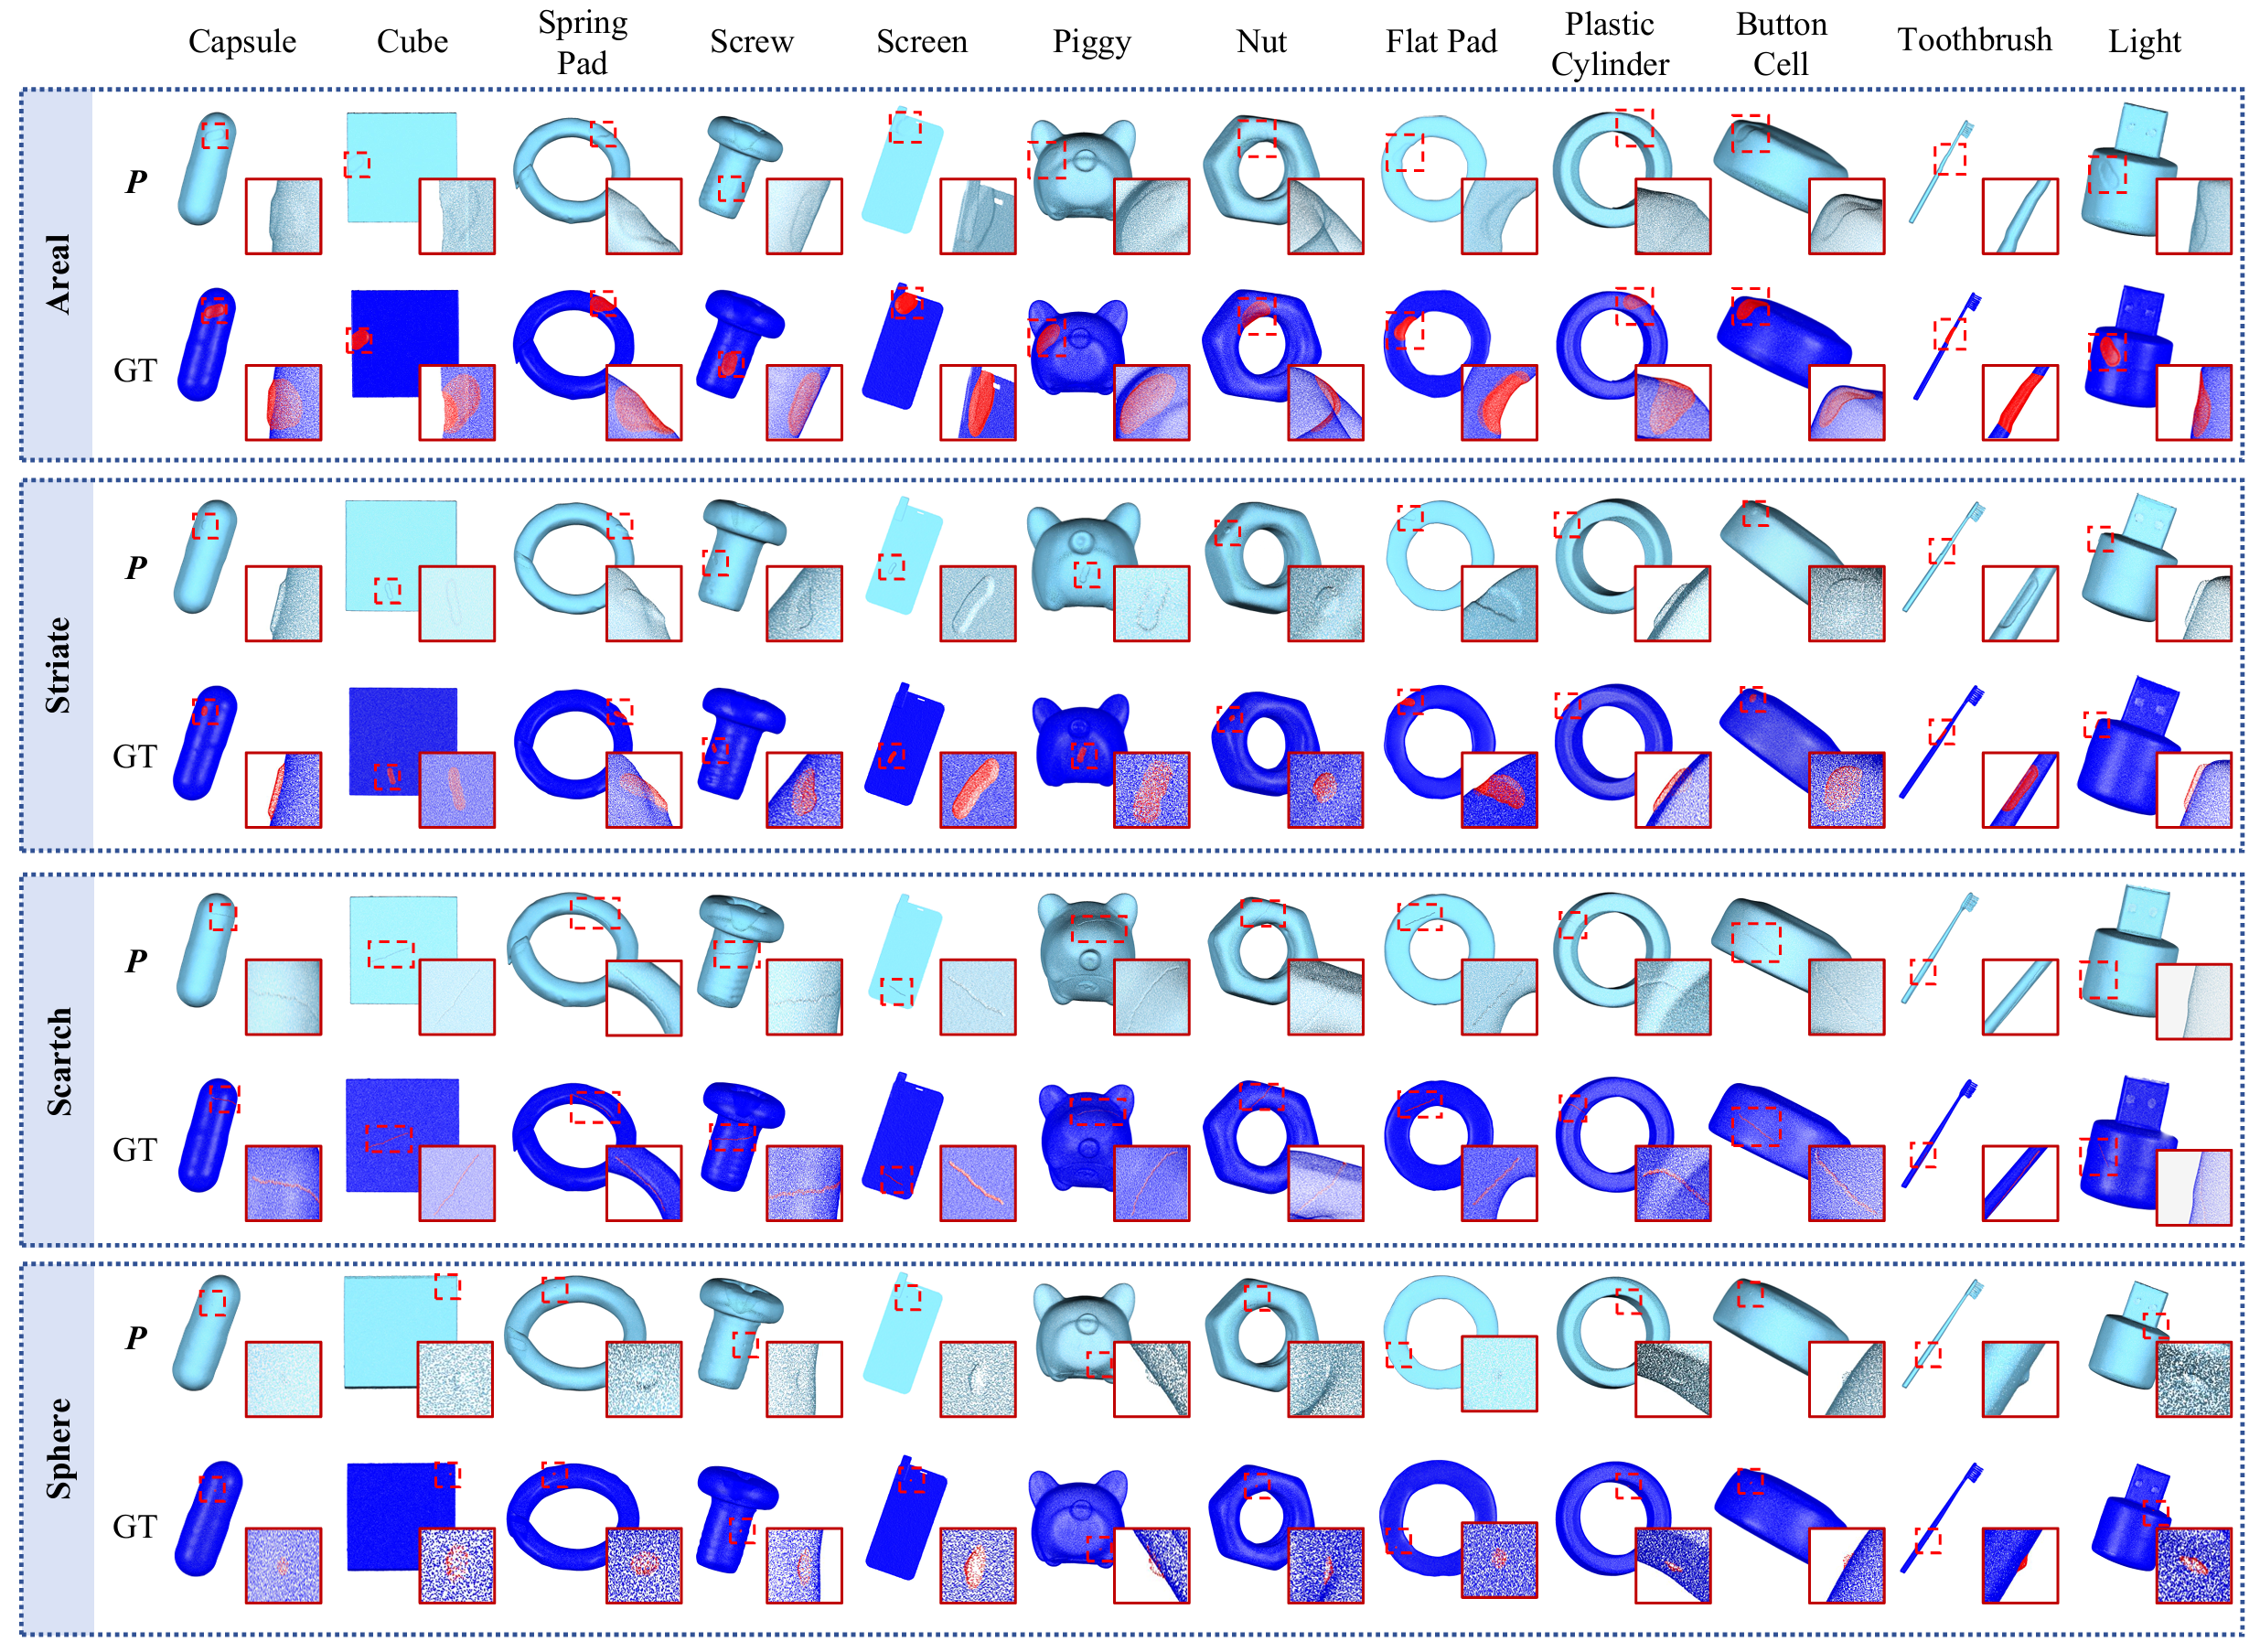 Capsule Cube Spring Pad Screw Screen Piggy Nut Flat Pad Plastic Cylinder Button Cell Toothbrush Light
Areal
P
GT
Striate
P
GT
Scartch
P
GT
Sphere
P
GT